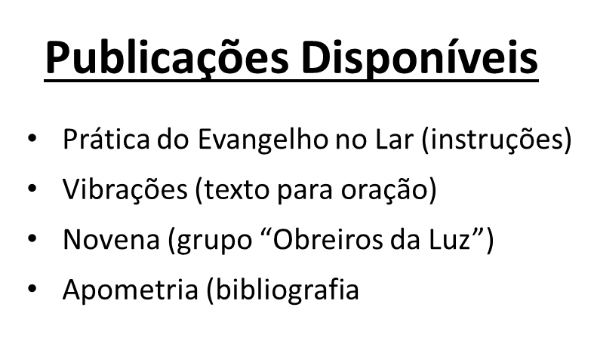 Publicações Disponíveis
• Prática do Evangelho no Lar (instruções)
• Vibrações (texto para oração)
• Novena (grupo “Obreiros da Luz”)
• Apometria (bibliografia